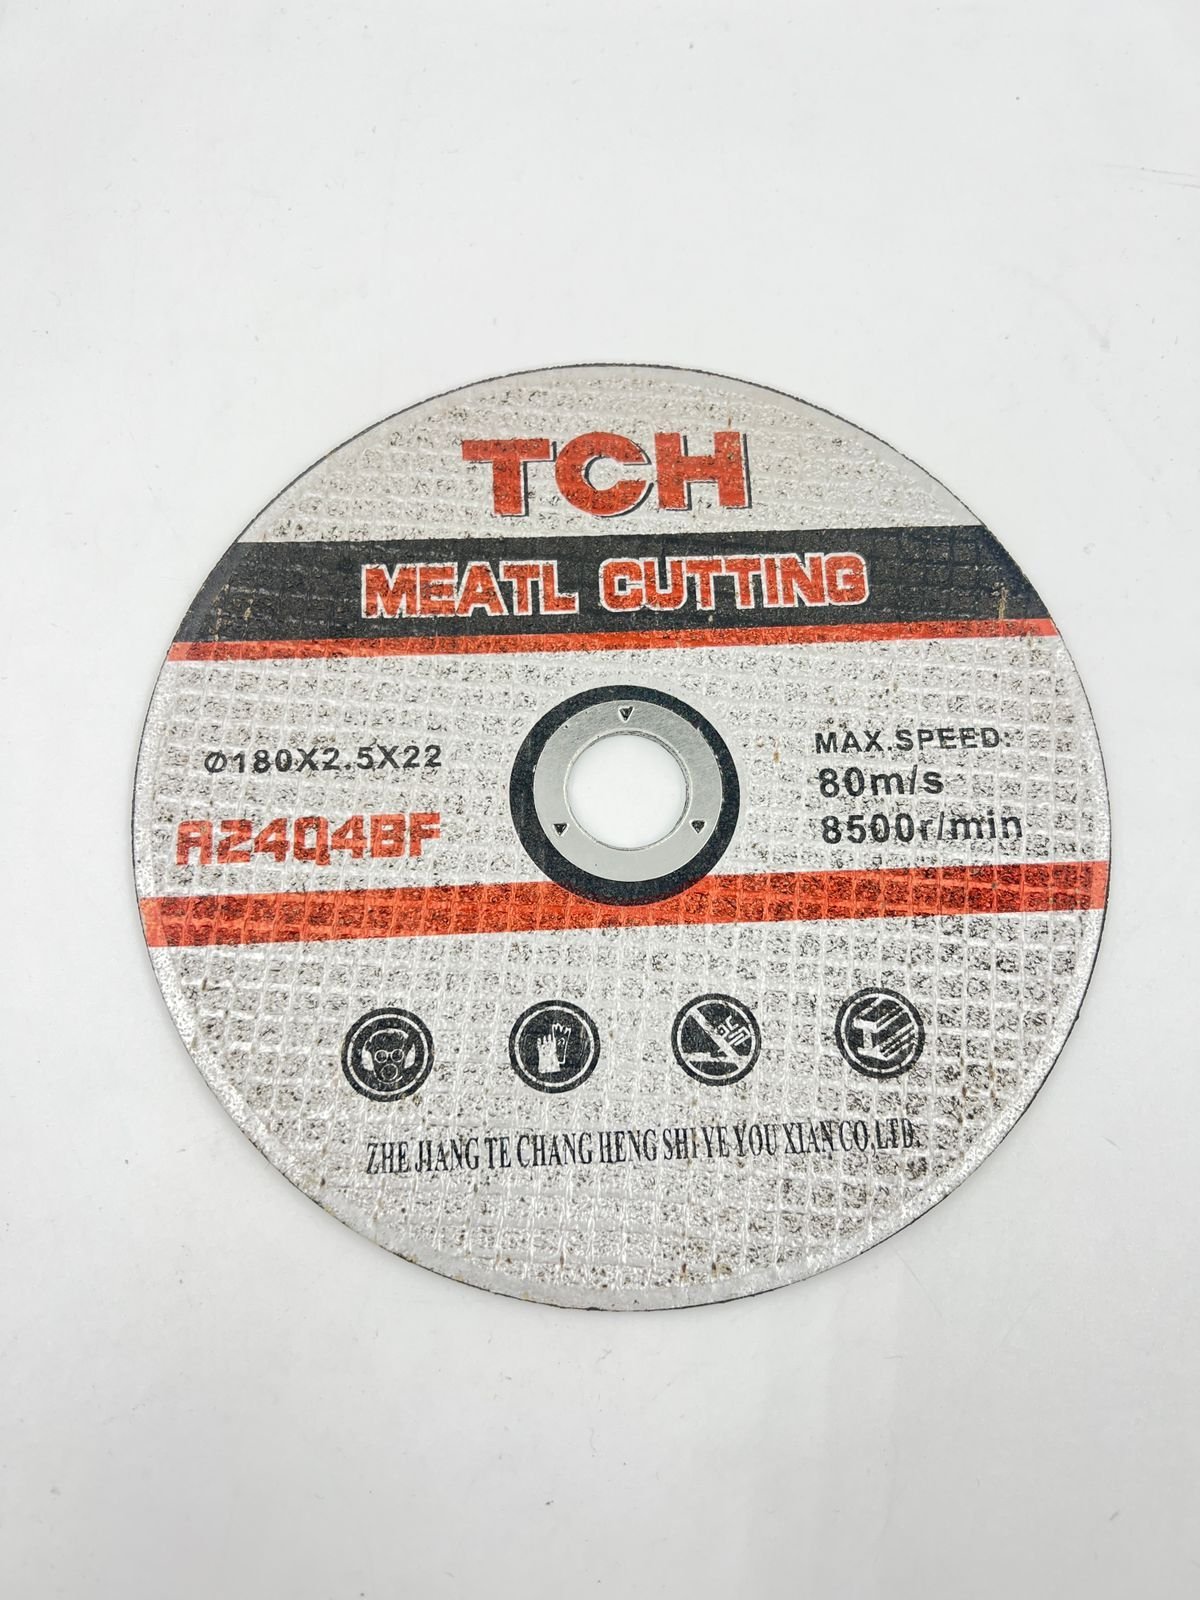 TCH
MEATL CUTTING
Ø180X2.5X22
A24Q4BF
MAX.SPEED:
80m/s
8500r/min
ZHE JIANG TE CHANG HENG SHI YE YOU XIAN CO.LTD.